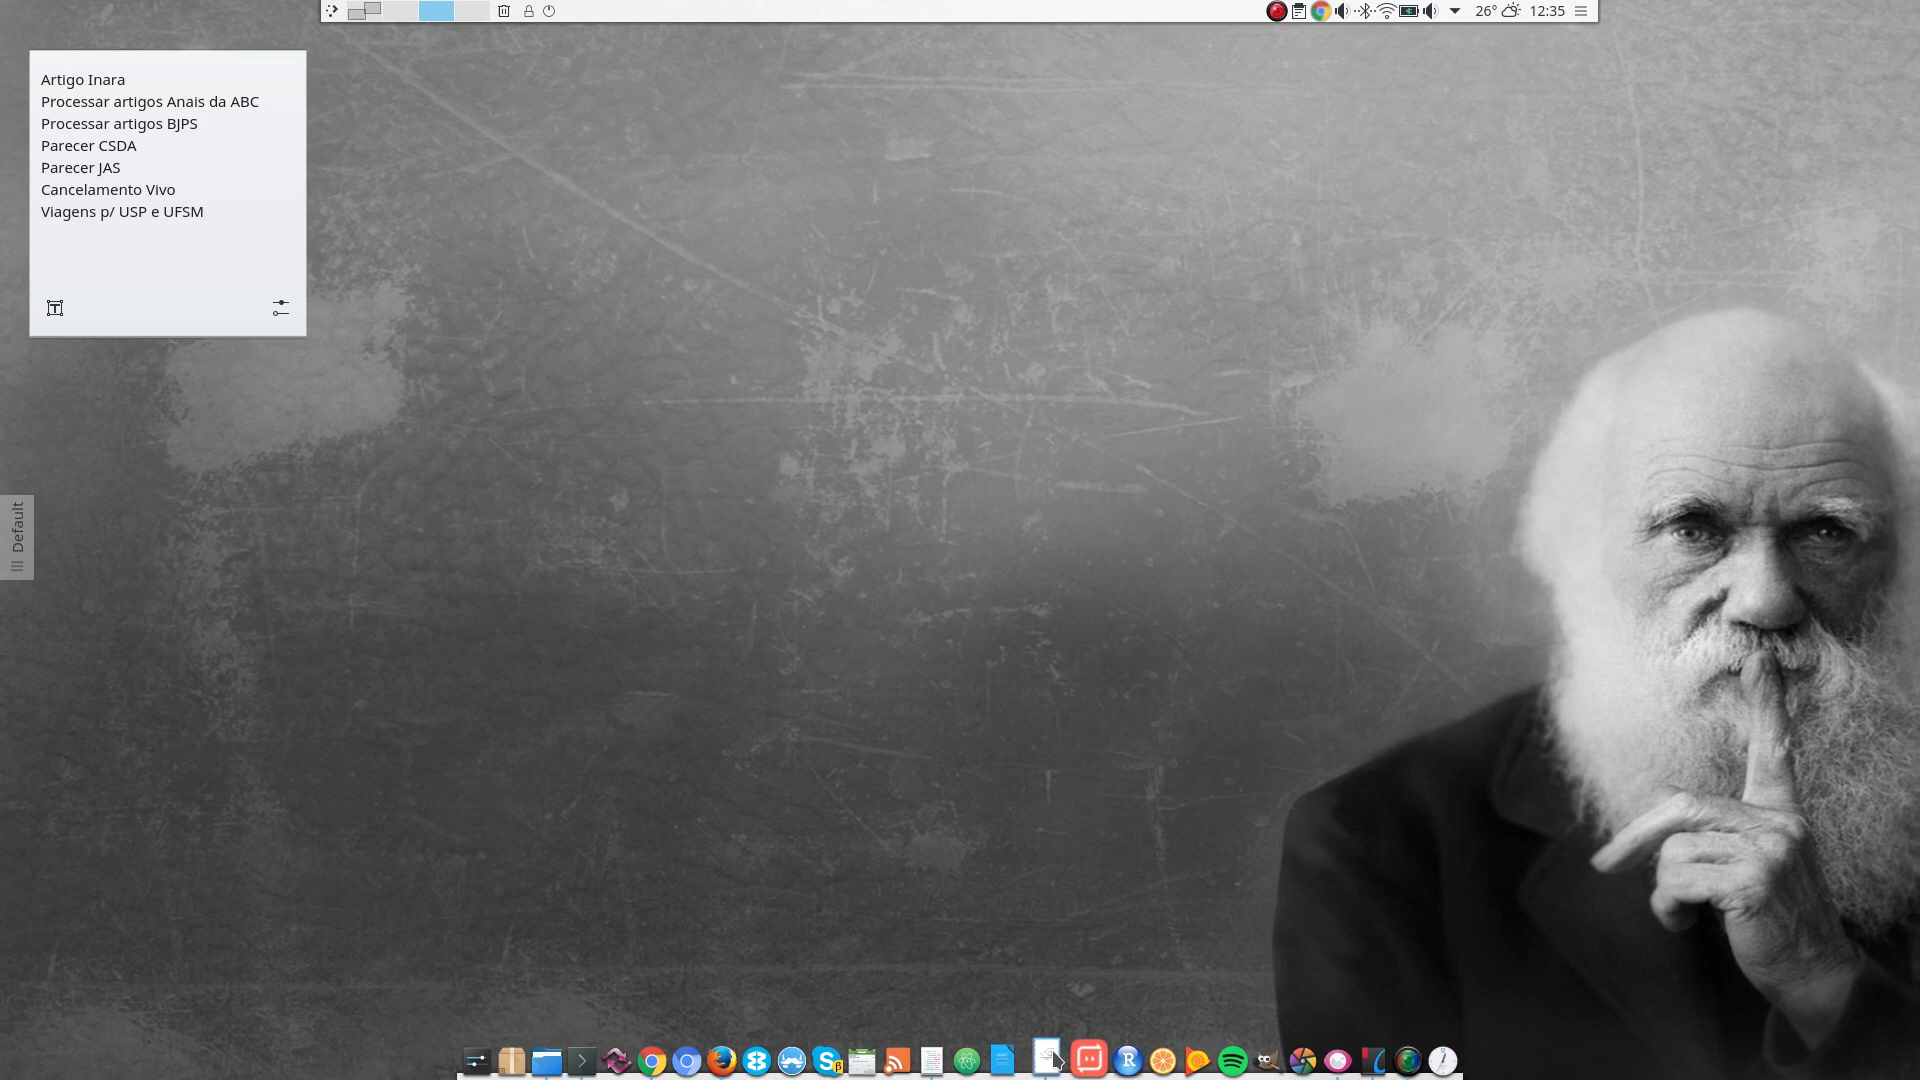 26° 12:35
Artigo Inara
Processar artigos Anais da ABC
Processar artigos BJPS
Parecer CSDA
Parecer JAS
Cancelamento Vivo
Viagens p/ USP e UFSM
Default